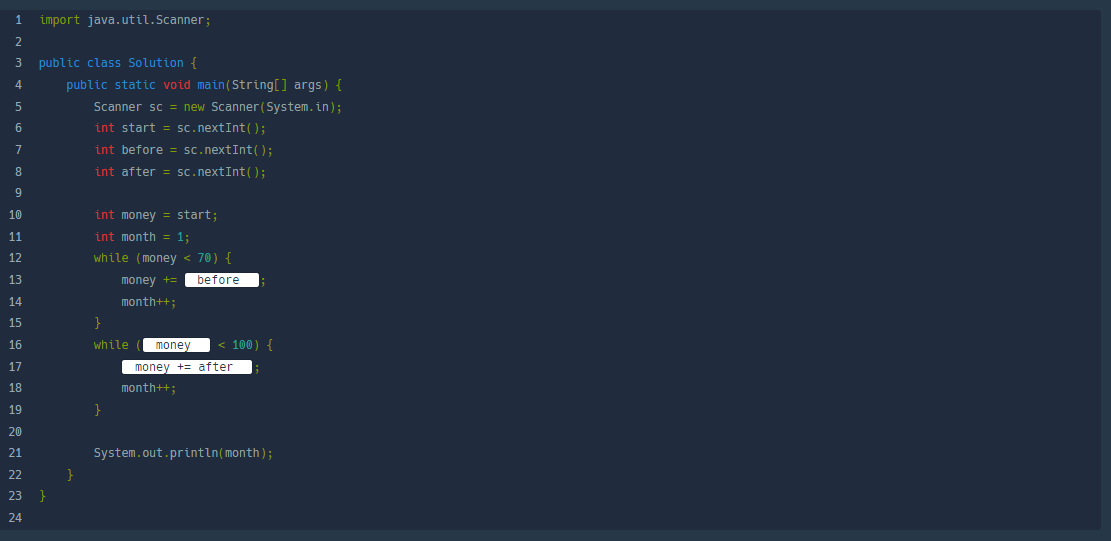 1 import java.util.Scanner;
2
3 public class Solution {
4     public static void main(String[] args) {
5         Scanner sc = new Scanner(System.in);
6         int start = sc.nextInt();
7         int before = sc.nextInt();
8         int after = sc.nextInt();
9
10         int money = start;
11         int month = 1;
12         while (money < 70) {
13             money += before;
14             month++;
15         }
16         while (money < 100) {
17             money += after;
18             month++;
19         }
20
21         System.out.println(month);
22     }
23 }
24